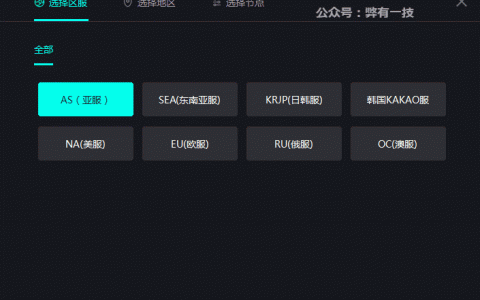 选择区服 选择地区 选择节点 公众号：弊有一技
全部
AS（亚服） SEA(东南亚服) KRJP(日韩服) 韩国KAKAO服
NA(美服) EU(欧服) RU(俄服) OC(澳服)